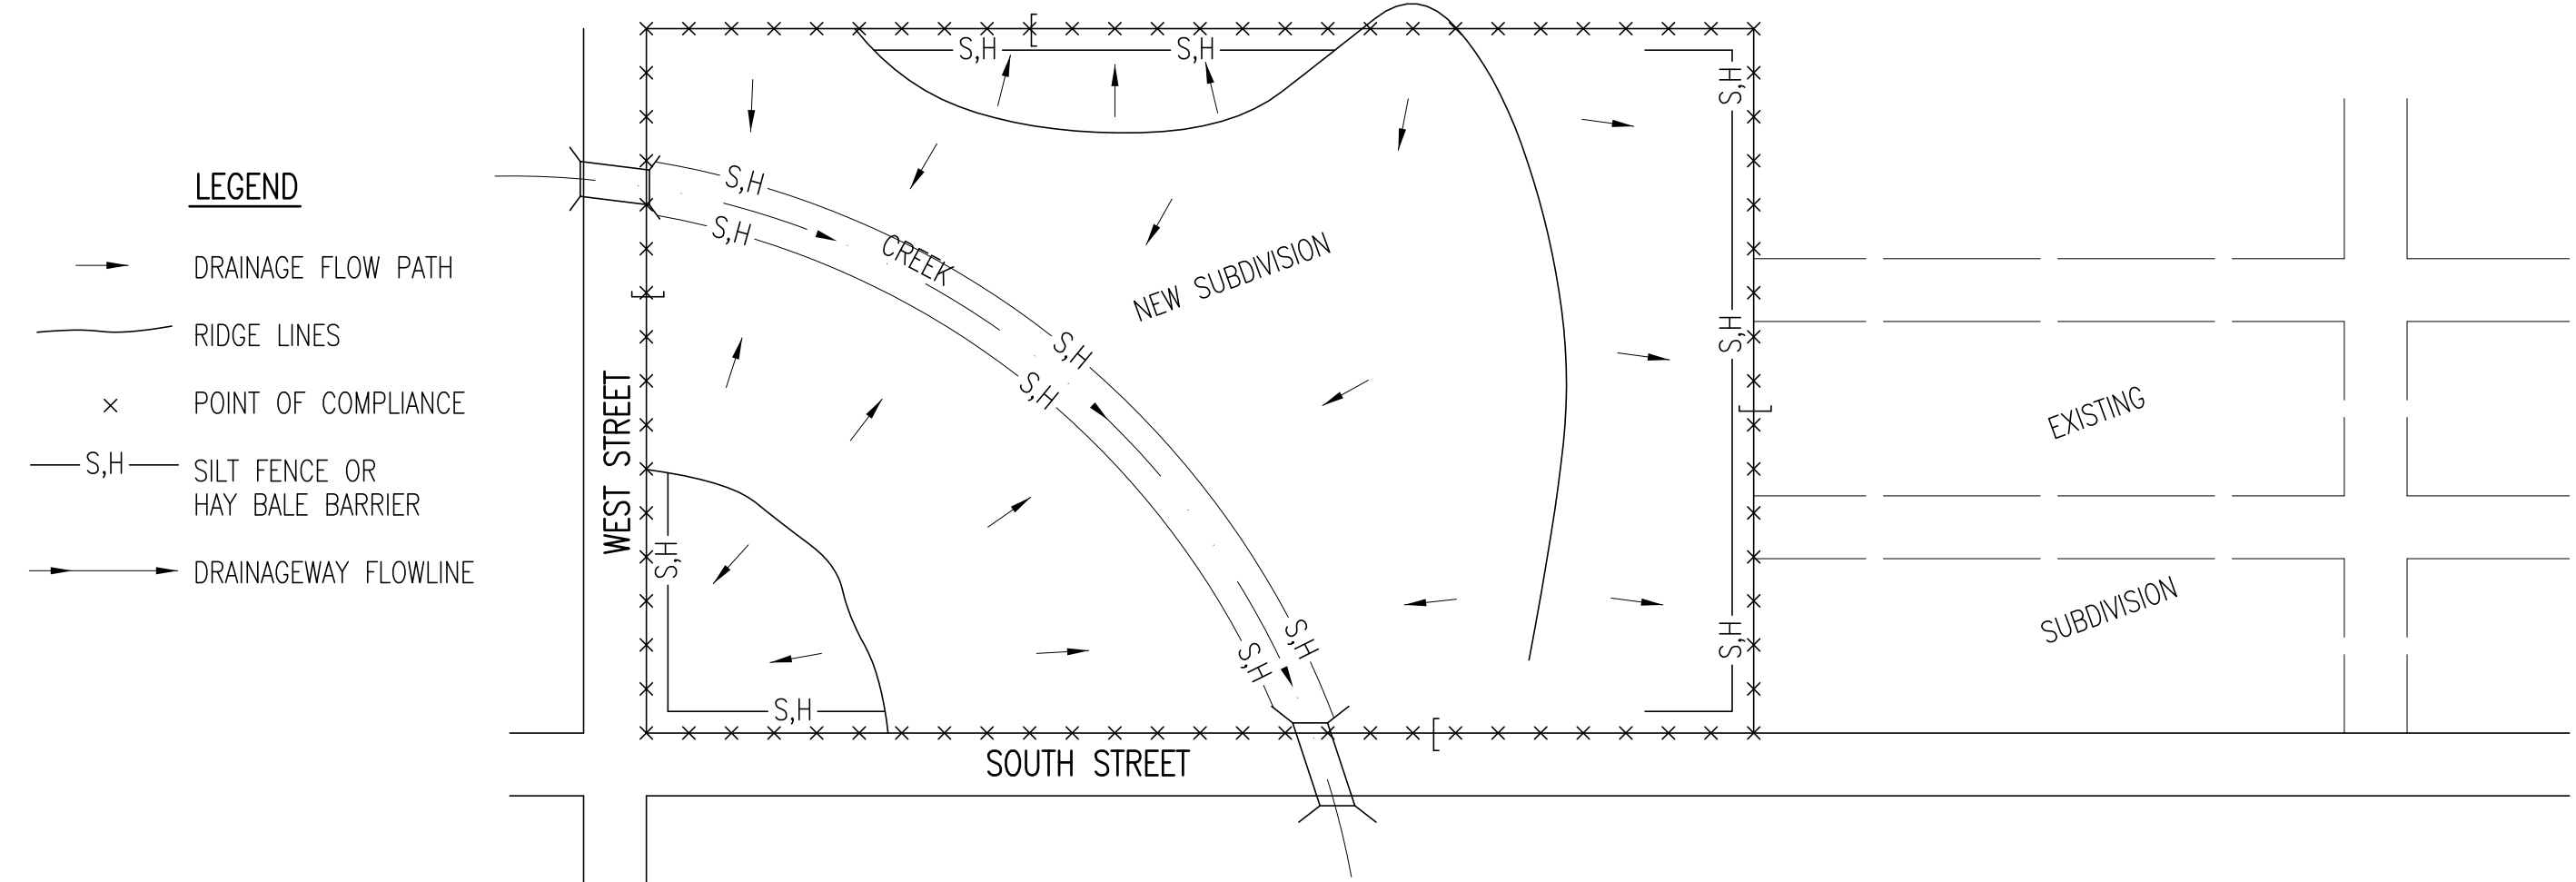 LEGEND
DRAINAGE FLOW PATH
RIDGE LINES
POINT OF COMPLIANCE
S,H
SILT FENCE OR
HAY BALE BARRIER
DRAINAGEWAY FLOWLINE
S,H
S,H
S,H
S,H
S,H
CREEK
NEW SUBDIVISION
S,H
S,H
S,H
WEST STREET
EXISTING
S,H
SUBDIVISION
S,H
S,H
S,H
S,H
SOUTH STREET